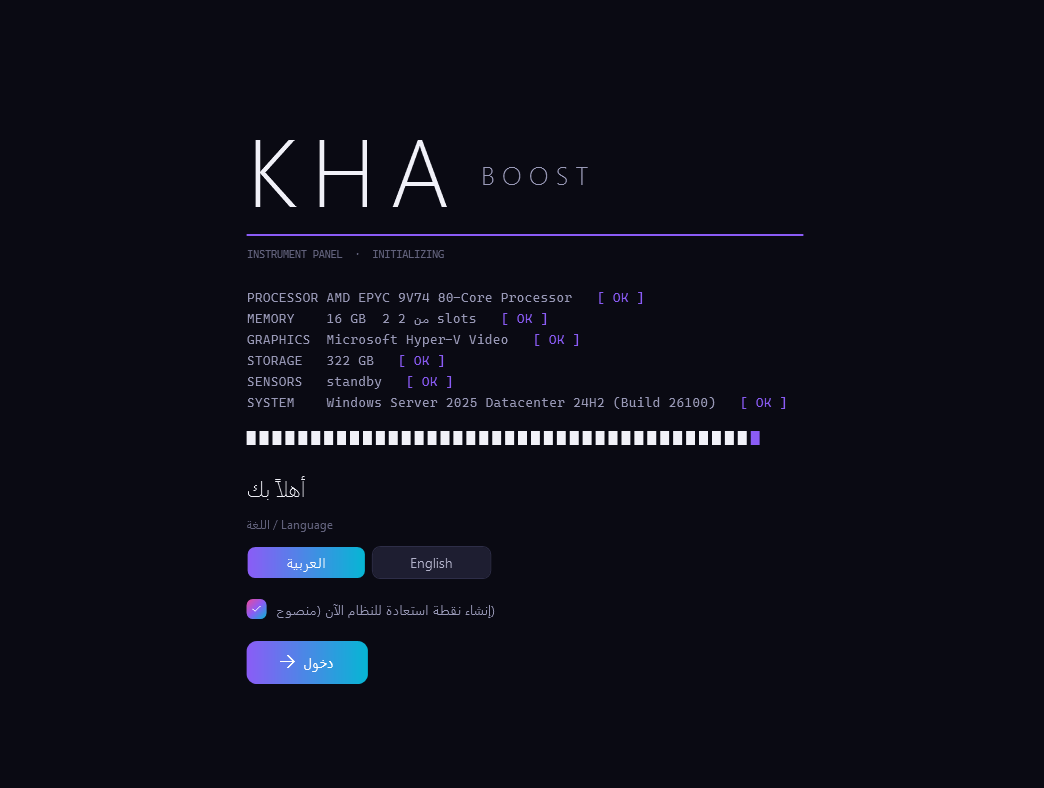 KHA BOOST
INSTRUMENT PANEL · INITIALIZING
PROCESSOR AMD EPYC 9V74 80-Core Processor [ OK ]
MEMORY 16 GB 2 من 2 slots [ OK ]
GRAPHICS Microsoft Hyper-V Video [ OK ]
STORAGE 322 GB [ OK ]
SENSORS standby [ OK ]
SYSTEM Windows Server 2025 Datacenter 24H2 (Build 26100) [ OK ]
أهلاً بك
اللغة / Language
العربية English
إنشاء نقطة استعادة للنظام الآن (منصوح)
دخول →